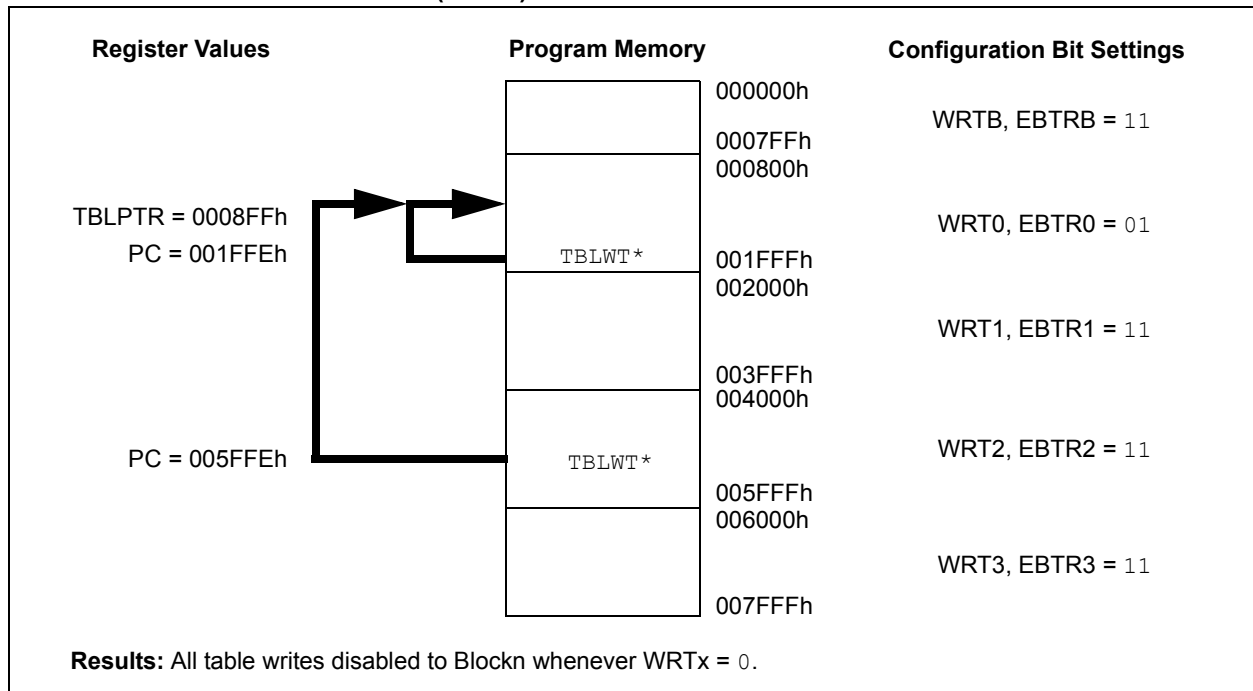 Register Values Program Memory Configuration Bit Settings
000000h
WRTB, EBTRB = 11
0007FFh
000800h
TBLPTR = 0008FFh
WRT0, EBTR0 = 01
PC = 001FFEh
TBLWT*
001FFFh
002000h
WRT1, EBTR1 = 11
003FFFh
004000h
PC = 005FFEh
TBLWT*
WRT2, EBTR2 = 11
005FFFh
006000h
WRT3, EBTR3 = 11
007FFFh
Results: All table writes disabled to Blockn whenever WRTx = 0.